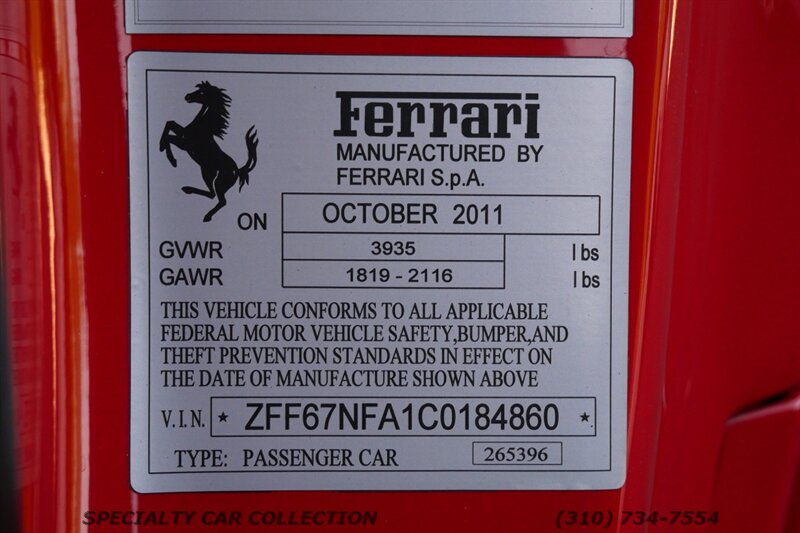 Ferrari
MANUFACTURED BY
FERRARI S.p.A.
ON OCTOBER 2011
GVWR 3935 lbs
GAWR 1819 - 2116 lbs
THIS VEHICLE CONFORMS TO ALL APPLICABLE
FEDERAL MOTOR VEHICLE SAFETY,BUMPER,AND
THEFT PREVENTION STANDARDS IN EFFECT ON
THE DATE OF MANUFACTURE SHOWN ABOVE
V.I.N. * ZFF67NFA1C0184860 *
TYPE: PASSENGER CAR 265396
SPECIALTY CAR COLLECTION (310) 734-7554